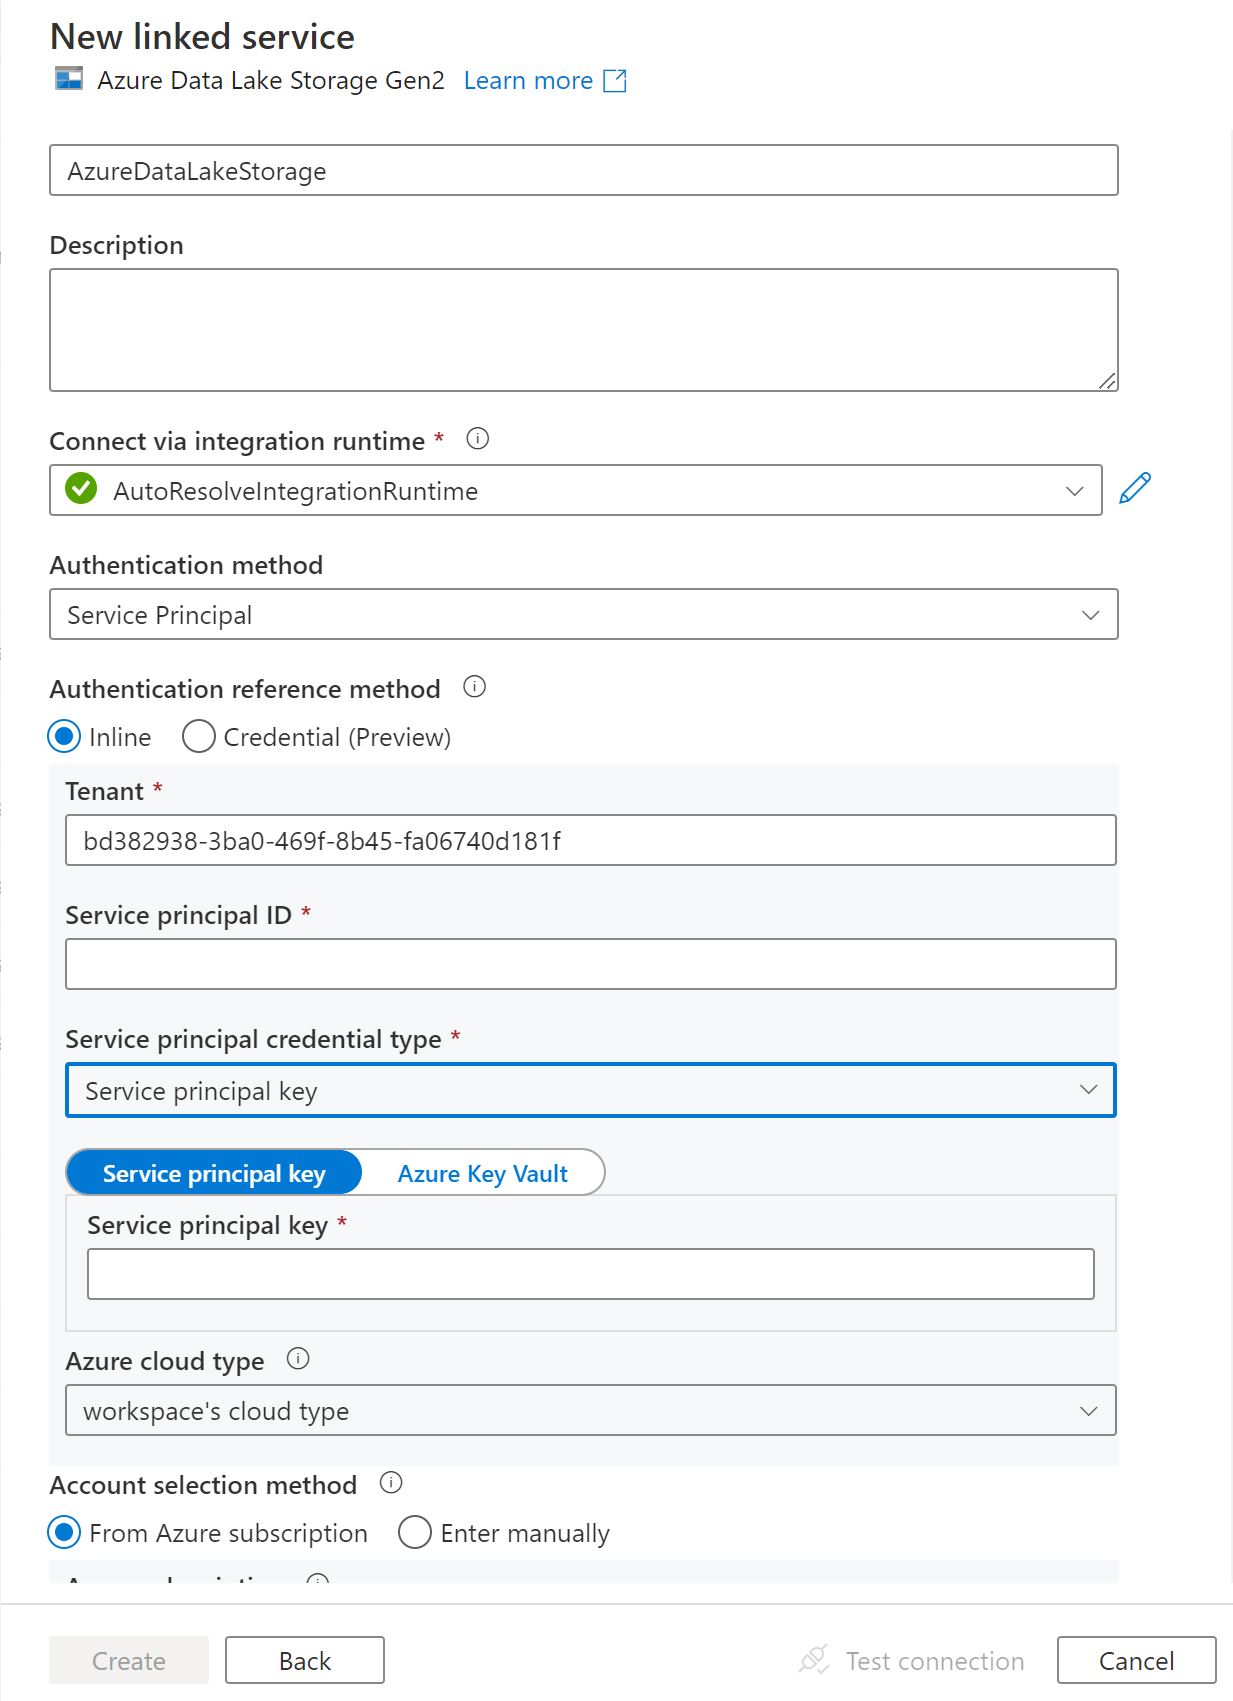 New linked service
Azure Data Lake Storage Gen2 Learn more
AzureDataLakeStorage
Description
Connect via integration runtime *
AutoResolveIntegrationRuntime
Authentication method
Service Principal
Authentication reference method
Inline Credential (Preview)
Tenant *
bd382938-3ba0-469f-8b45-fa06740d181f
Service principal ID *
Service principal credential type *
Service principal key
Service principal key Azure Key Vault
Service principal key *
Azure cloud type
workspace's cloud type
Account selection method
From Azure subscription Enter manually
Create Back Test connection Cancel